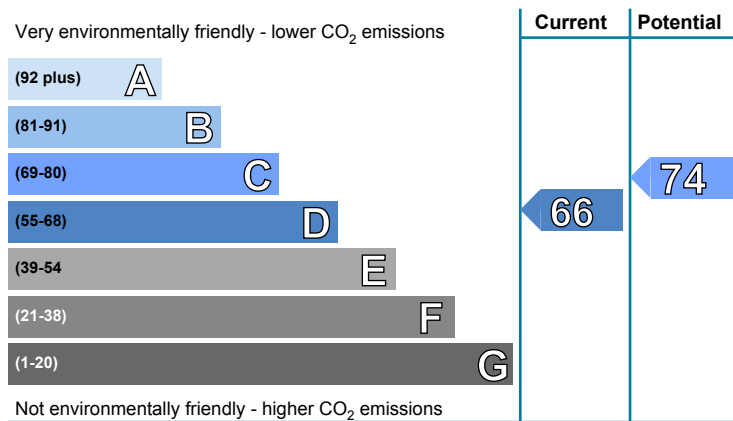 Very environmentally friendly - lower CO2 emissions
Current
Potential
(92 plus) A
(81-91) B
(69-80) C
(55-68) D
(39-54 E
(21-38) F
(1-20) G
66
74
Not environmentally friendly - higher CO2 emissions